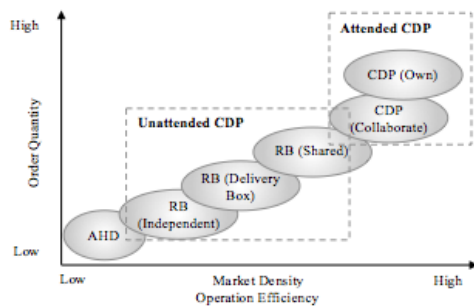 High
Attended CDP
CDP (Own)
CDP
(Collaborate)
Unattended CDP
RB (Shared)
RB (Delivery
Box)
RB
(Independent)
AHD
Order Quantity
Low
Low
Market Density
High
Operation Efficiency